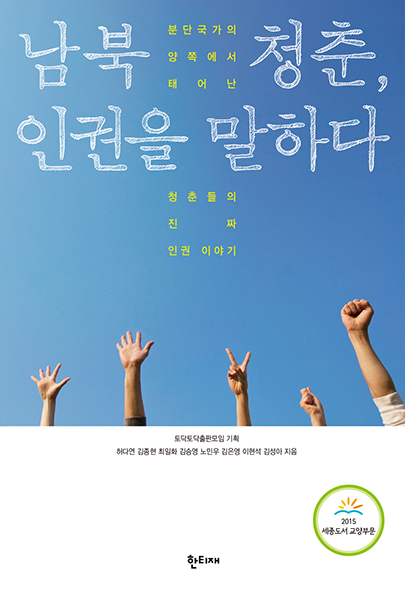 분단국가의
양쪽에서
태어난
남북 청춘,
인권을 말하다
청춘들의
진짜
인권 이야기
토닥토닥출판모임 기획
허다연 김종현 최일화 김승영 노민우 김은영 이현석 김성아 지음
2015
세종도서 교양부문
한티재